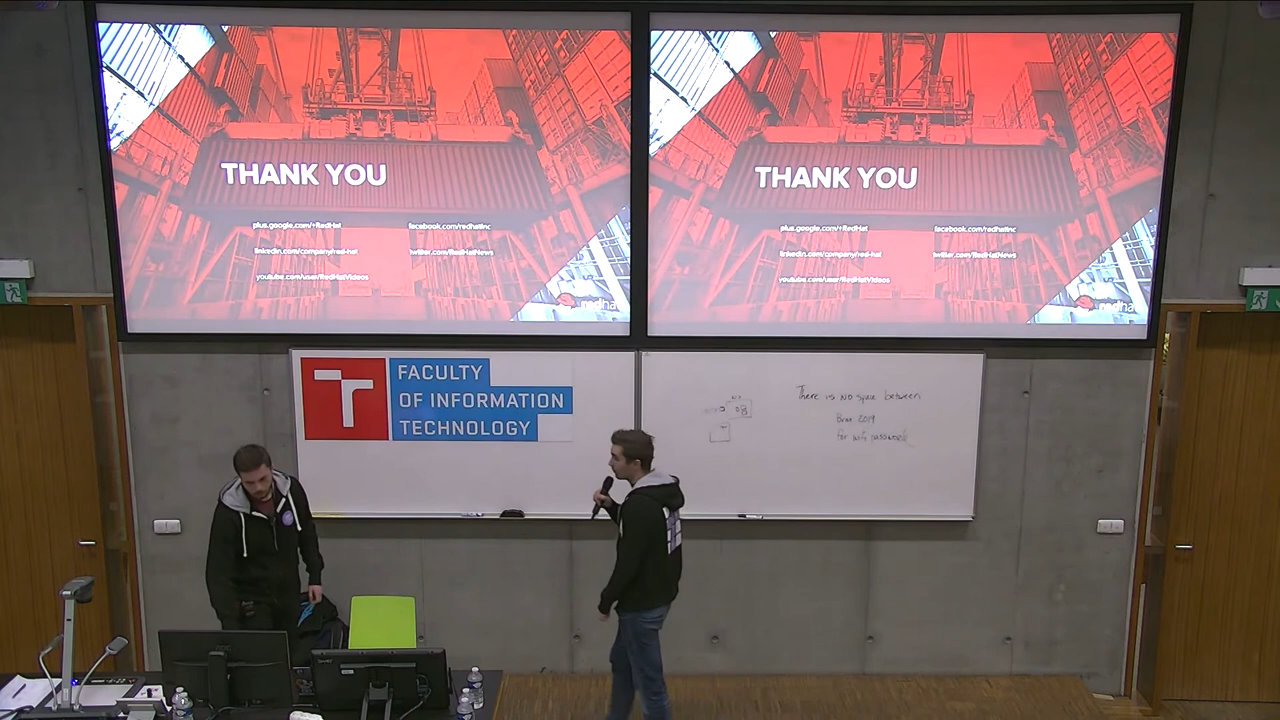 THANK YOU
plus.google.com/+RedHat
facebook.com/redhatinc
linkedin.com/company/red-hat
twitter.com/RedHatNews
youtube.com/user/RedHatVideos
THANK YOU
plus.google.com/+RedHat
facebook.com/redhatinc
linkedin.com/company/red-hat
twitter.com/RedHatNews
youtube.com/user/RedHatVideos
FACULTY
OF INFORMATION
TECHNOLOGY
There is NO space between
Brno 2019
for wifi passwords